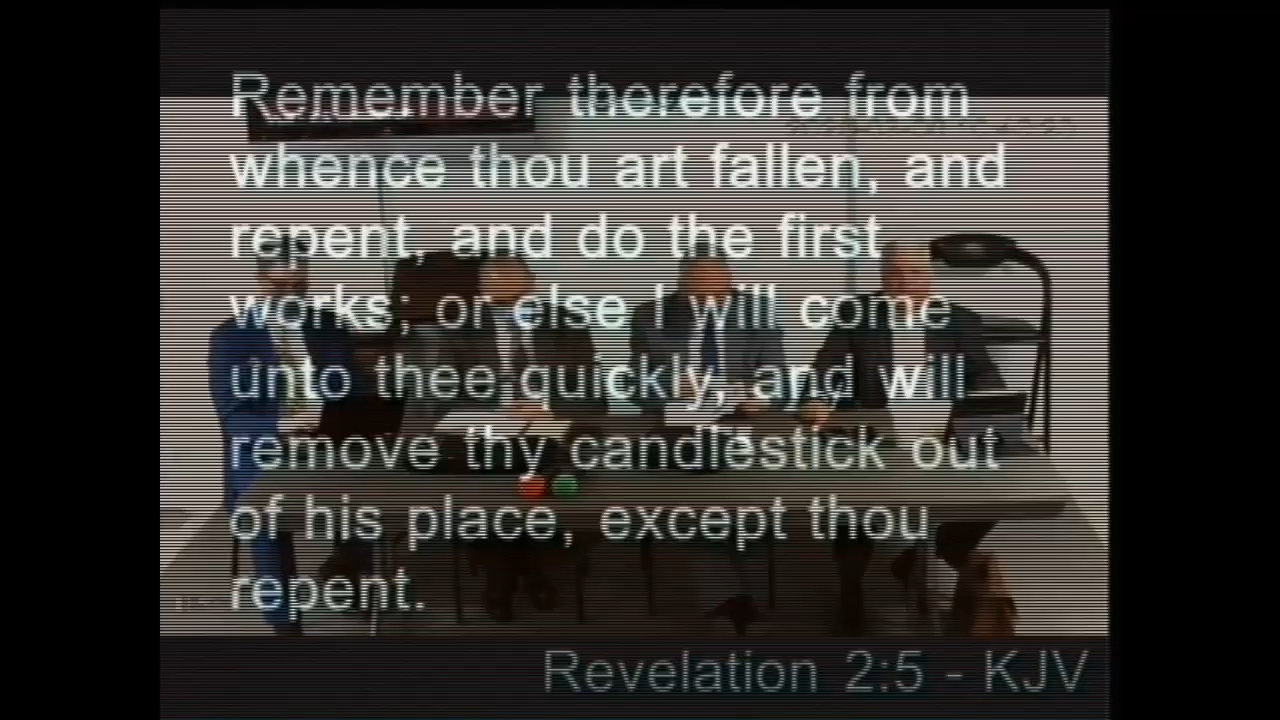 Remember therefore from
whence thou art fallen, and
repent, and do the first
works; or else I will come
unto thee quickly, and will
remove thy candlestick out
of his place, except thou
repent.
Revelation 2:5 - KJV